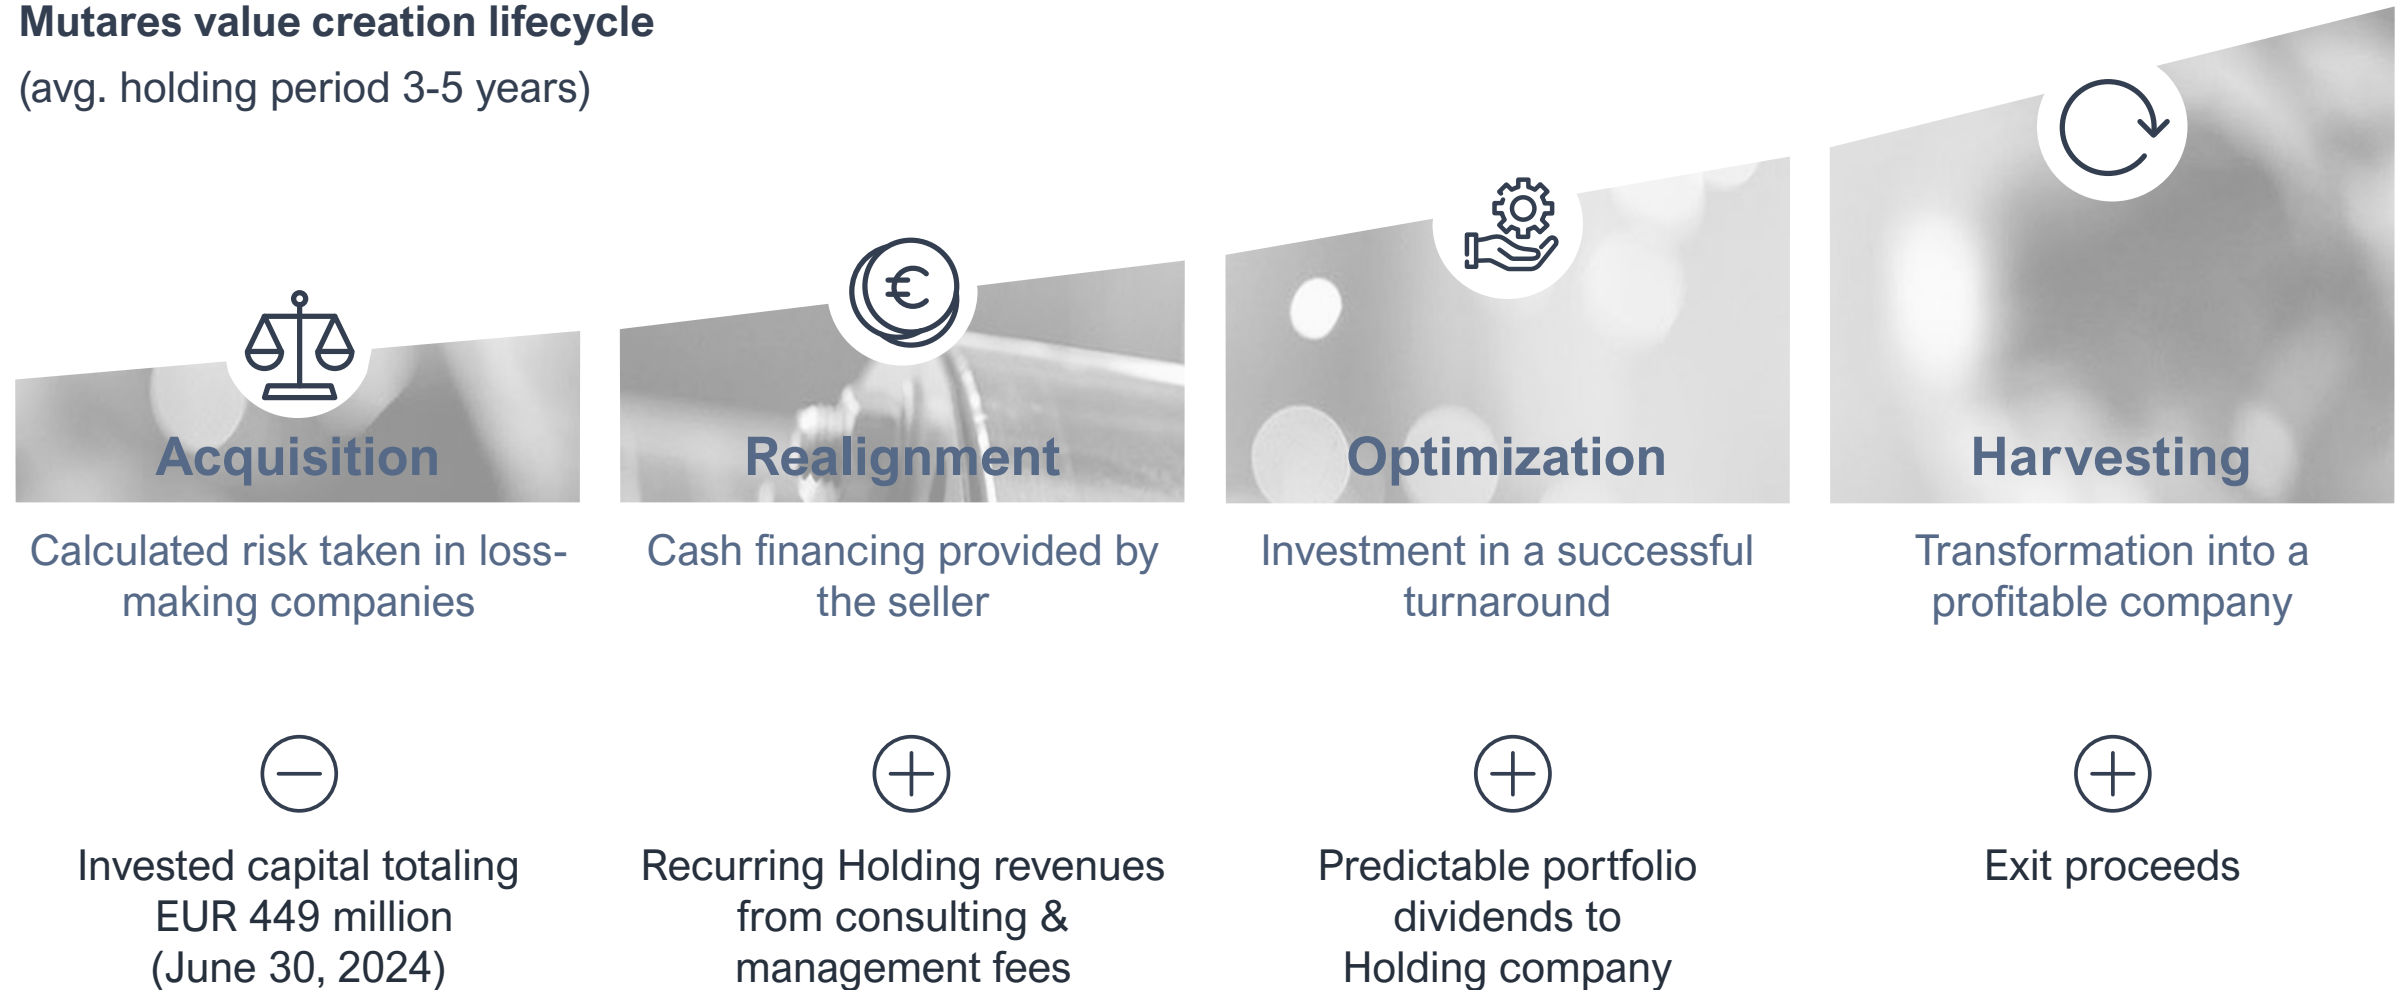 Mutares value creation lifecycle
(avg. holding period 3-5 years)
Acquisition
Calculated risk taken in loss-
making companies
Invested capital totaling
EUR 449 million
(June 30, 2024)
€
Realignment
Cash financing provided by
the seller
Recurring Holding revenues
from consulting &
management fees
Optimization
Investment in a successful
turnaround
Predictable portfolio
dividends to
Holding company
Harvesting
Transformation into a
profitable company
Exit proceeds